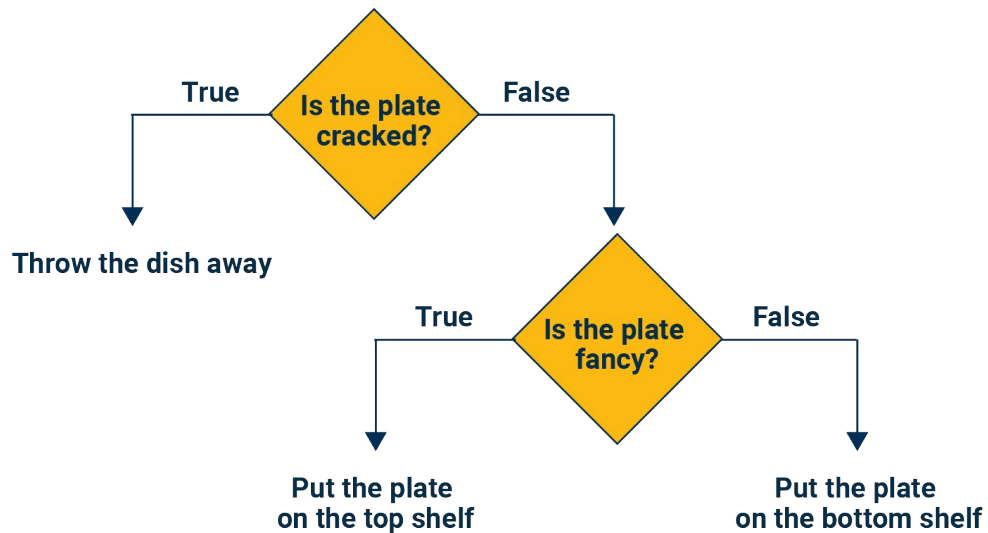 True
False
Is the plate
cracked?
Throw the dish away
True
False
Is the plate
fancy?
Put the plate
on the top shelf
Put the plate
on the bottom shelf